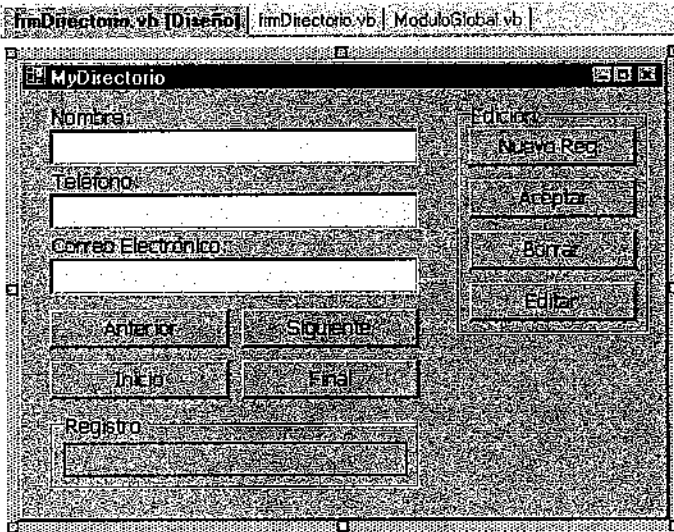 frmDirectorio.vb [Diseño] frmDirectorio.vb ModuloGlobal.vb
MyDirectorio
Nombre:
Teléfono:
Correo Electrónico:
Anterior Siguiente
Inicio Final
Registro
Edición
Nuevo Reg
Aceptar
Borrar
Editar